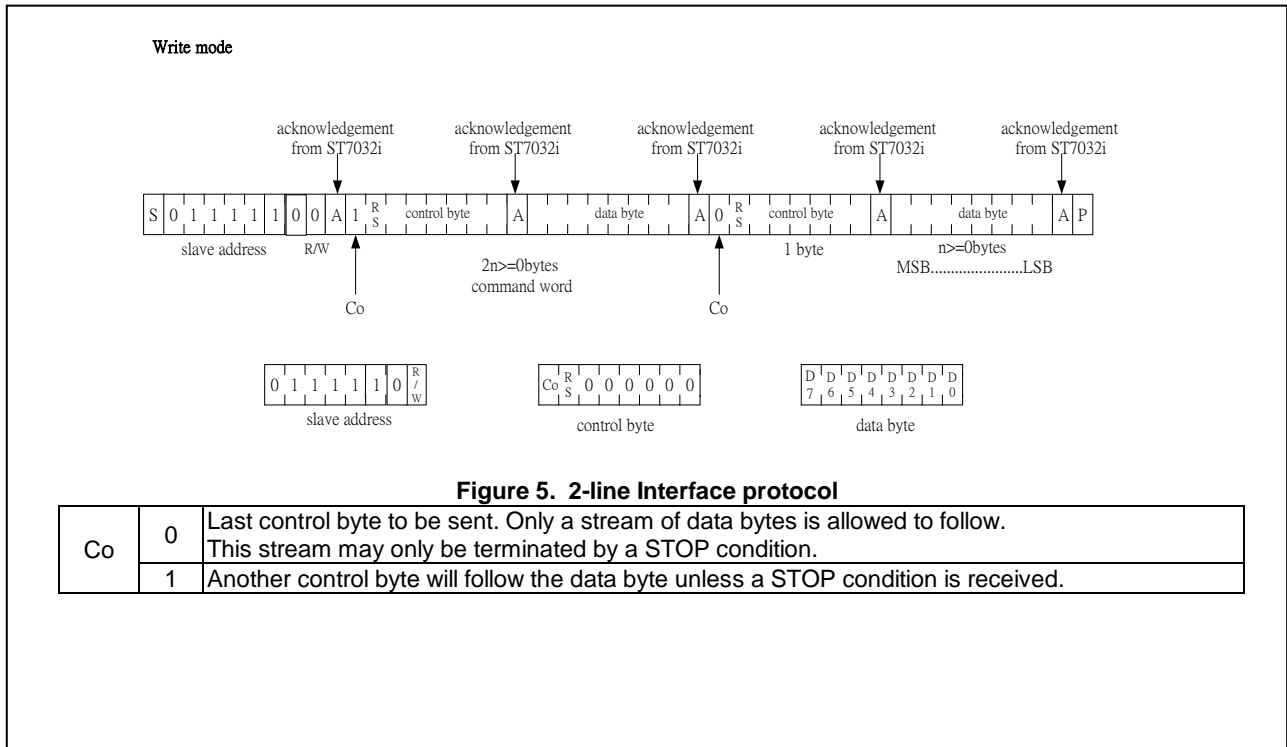 Write mode
acknowledgement acknowledgement acknowledgement acknowledgement acknowledgement
from ST7032i from ST7032i from ST7032i from ST7032i from ST7032i
S 0 1 1 1 1 1 0 0 A 1 RS control byte A data byte A 0 RS control byte A data byte A P
slave address R/W 1 byte n>=0bytes
2n>=0bytes MSB.......................LSB
command word
Co Co
0 1 1 1 1 1 0 R/W Co RS 0 0 0 0 0 0 D7 D6 D5 D4 D3 D2 D1 D0
slave address control byte data byte
Figure 5. 2-line Interface protocol
Co 0 Last control byte to be sent. Only a stream of data bytes is allowed to follow.
This stream may only be terminated by a STOP condition.
1 Another control byte will follow the data byte unless a STOP condition is received.